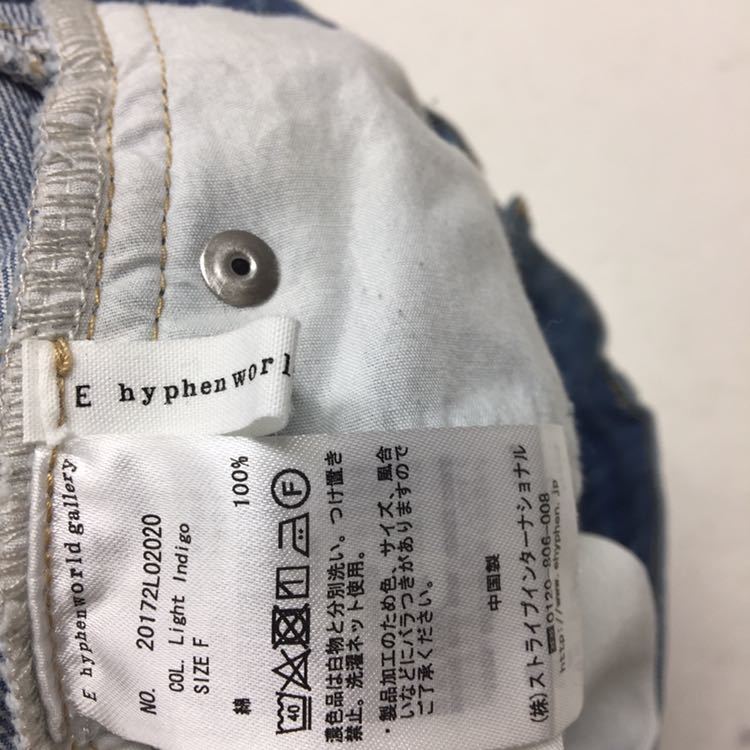 E hyphenworl
E hyphenworld gallery
NO. 20172L02020
COL. Light Indigo
SIZE F
綿 100%
40 F
濃色品は白物と分別洗い。つけ置き
禁止。洗濯ネット使用。
・製品加工のため色、サイズ、風合
いなどにバラつきがありますので
ご了承ください。
中国製
(株)ストライプインターナショナル
0120-806-008
http://www.ehyphen.jp